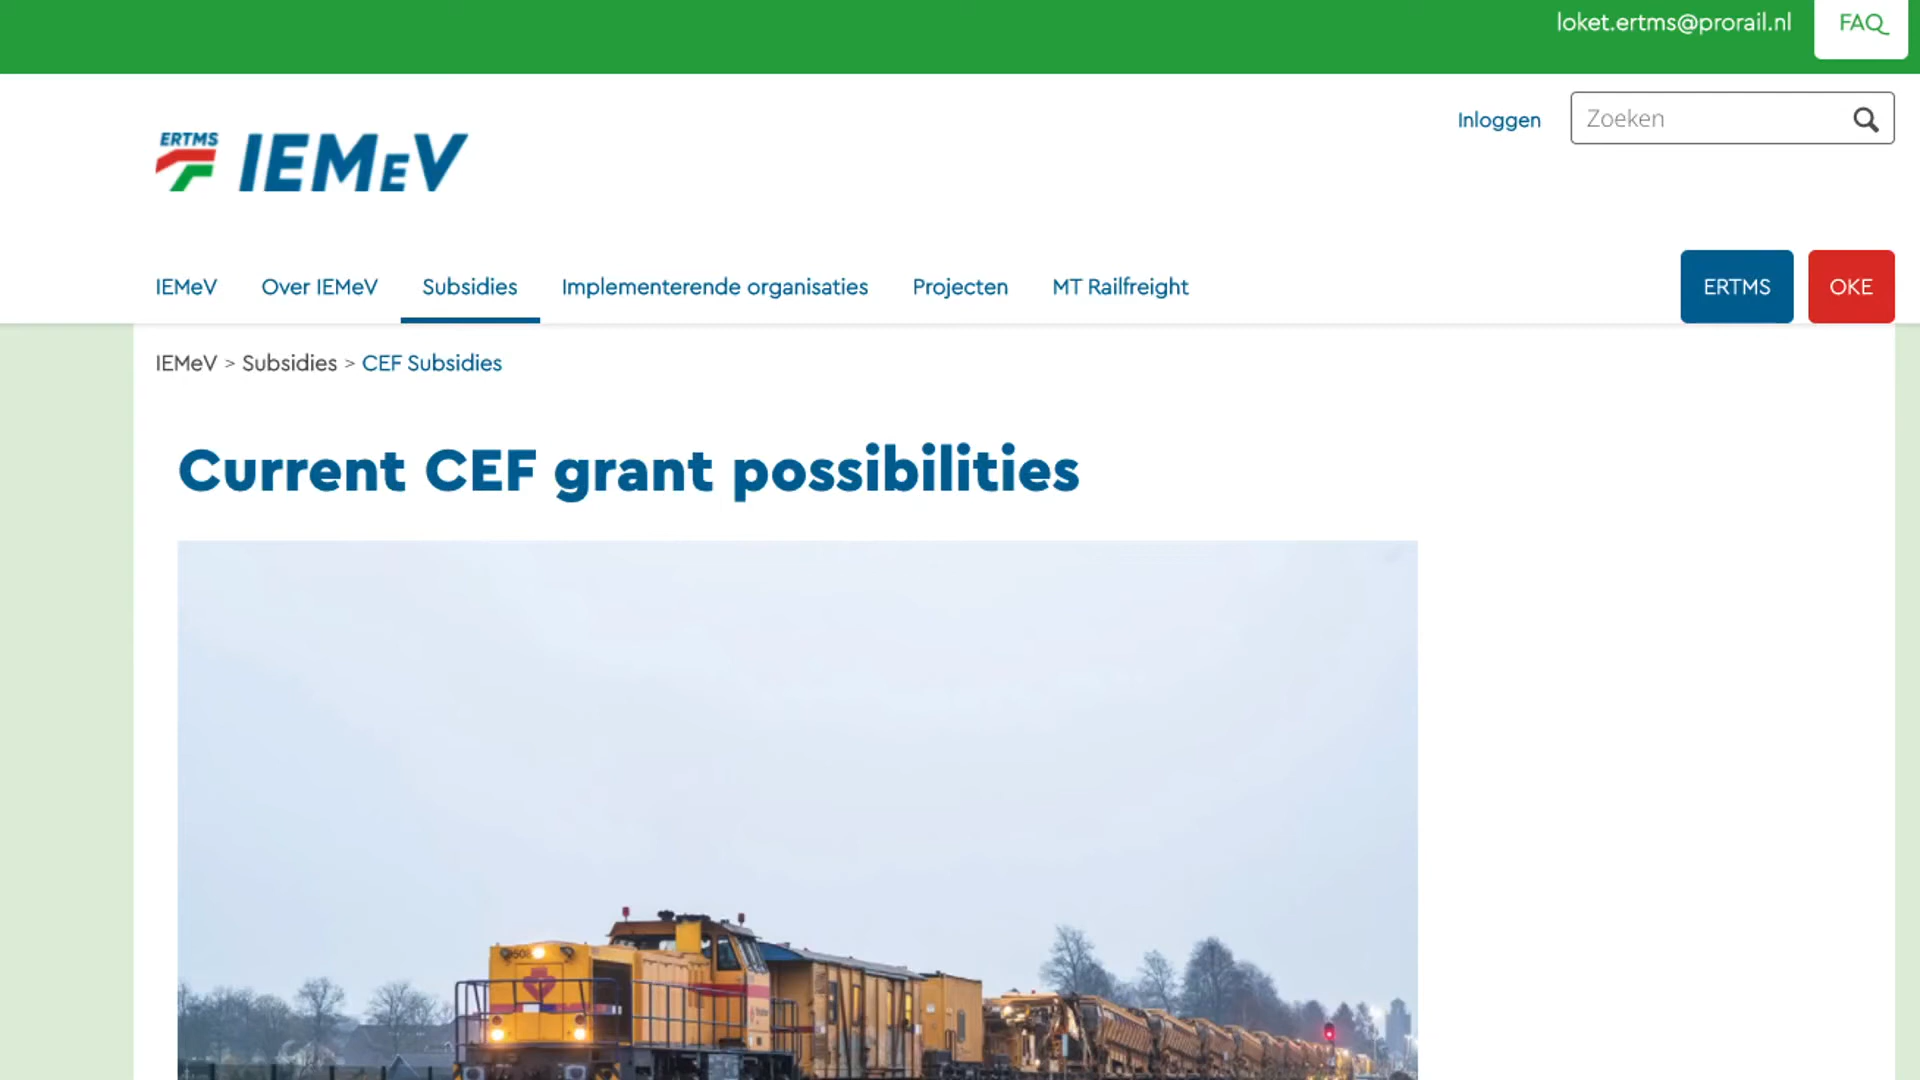 loket.ertms@prorail.nl FAQ
Inloggen Zoeken
ERTMS IEMEV
IEMeV Over IEMeV Subsidies Implementerende organisaties Projecten MT Railfreight ERTMS OKE
IEMeV > Subsidies > CEF Subsidies
Current CEF grant possibilities